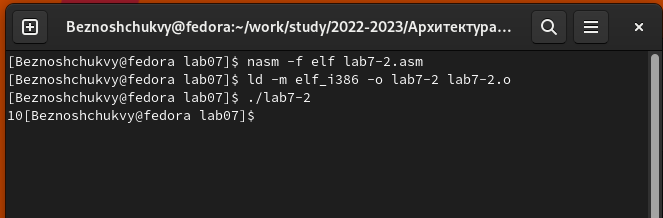 Beznoshchukvy@fedora:~/work/study/2022-2023/Архитектура...
[Beznoshchukvy@fedora lab07]$ nasm -f elf lab7-2.asm
[Beznoshchukvy@fedora lab07]$ ld -m elf_i386 -o lab7-2 lab7-2.o
[Beznoshchukvy@fedora lab07]$ ./lab7-2
10[Beznoshchukvy@fedora lab07]$